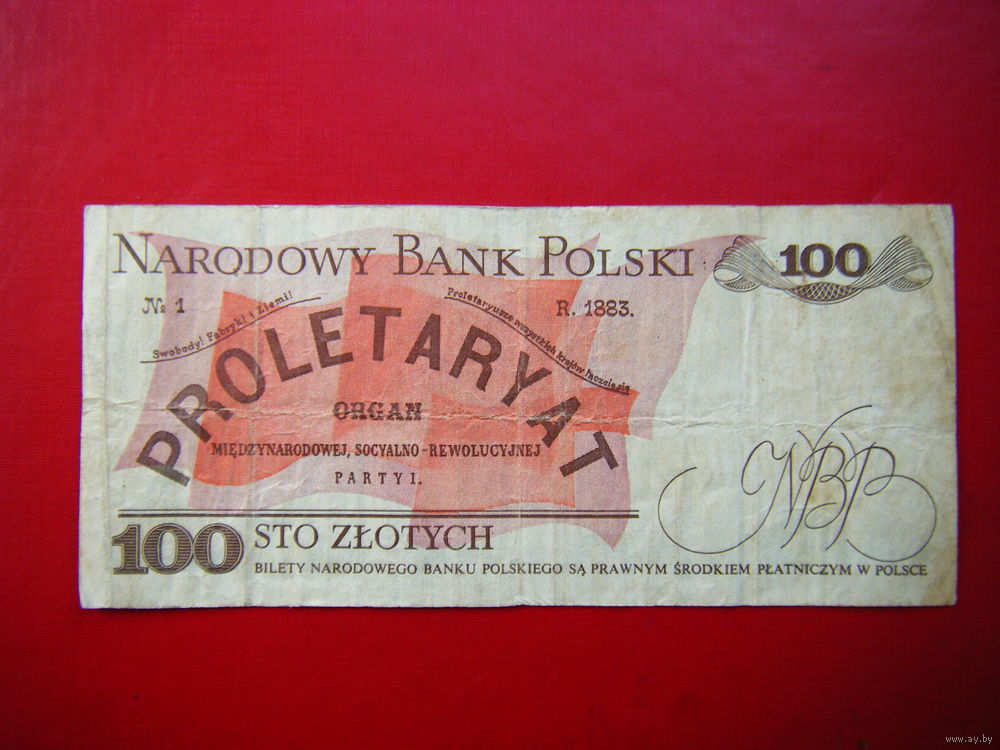 NARODOWY BANK POLSKI
100
№ 1
R. 1883.
Swobody! Fabryki i Ziemi!
Proletaryusze wszystkich krajów łączcie się
PROLETARYAT
ORGAN
MIĘDZYNARODOWEJ, SOCYALNO-REWOLUCYJNEJ
PARTYI.
100 STO ZŁOTYCH
NBP
BILETY NARODOWEGO BANKU POLSKIEGO SĄ PRAWNYM ŚRODKIEM PŁATNICZYM W POLSCE
www.ay.by